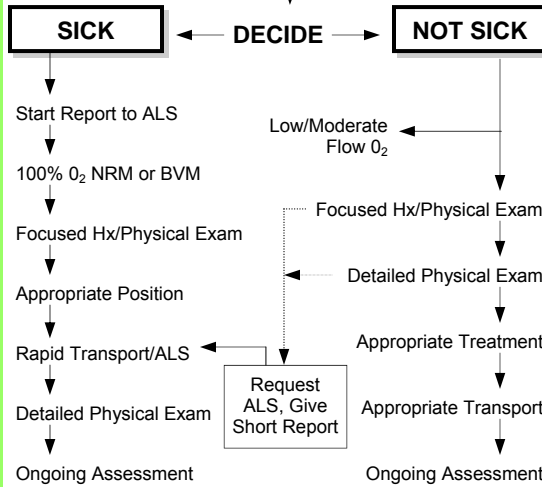 SICK
DECIDE
NOT SICK
Start Report to ALS
100% 0₂ NRM or BVM
Focused Hx/Physical Exam
Appropriate Position
Rapid Transport/ALS
Detailed Physical Exam
Ongoing Assessment
Request
ALS, Give
Short Report
Low/Moderate
Flow 0₂
Focused Hx/Physical Exam
Detailed Physical Exam
Appropriate Treatment
Appropriate Transport
Ongoing Assessment